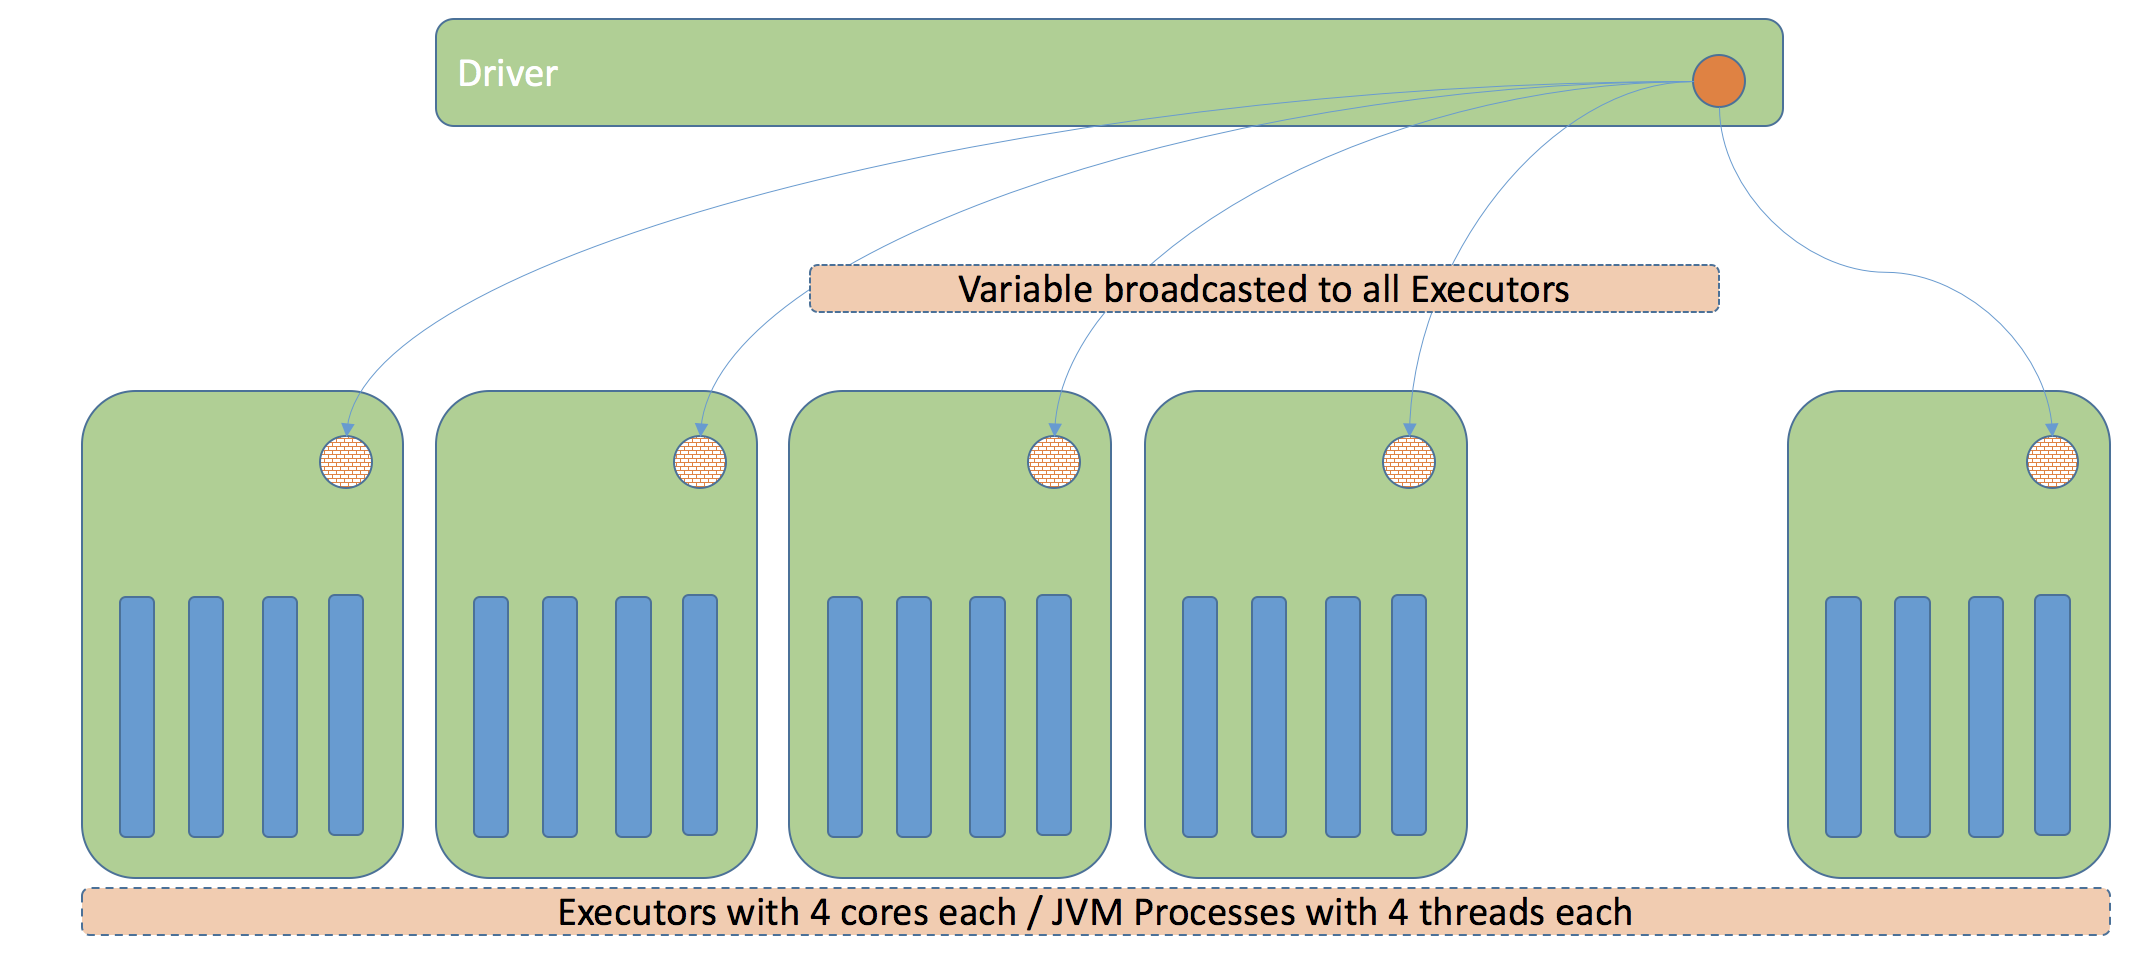 Driver
Variable broadcasted to all Executors
Executors with 4 cores each / JVM Processes with 4 threads each